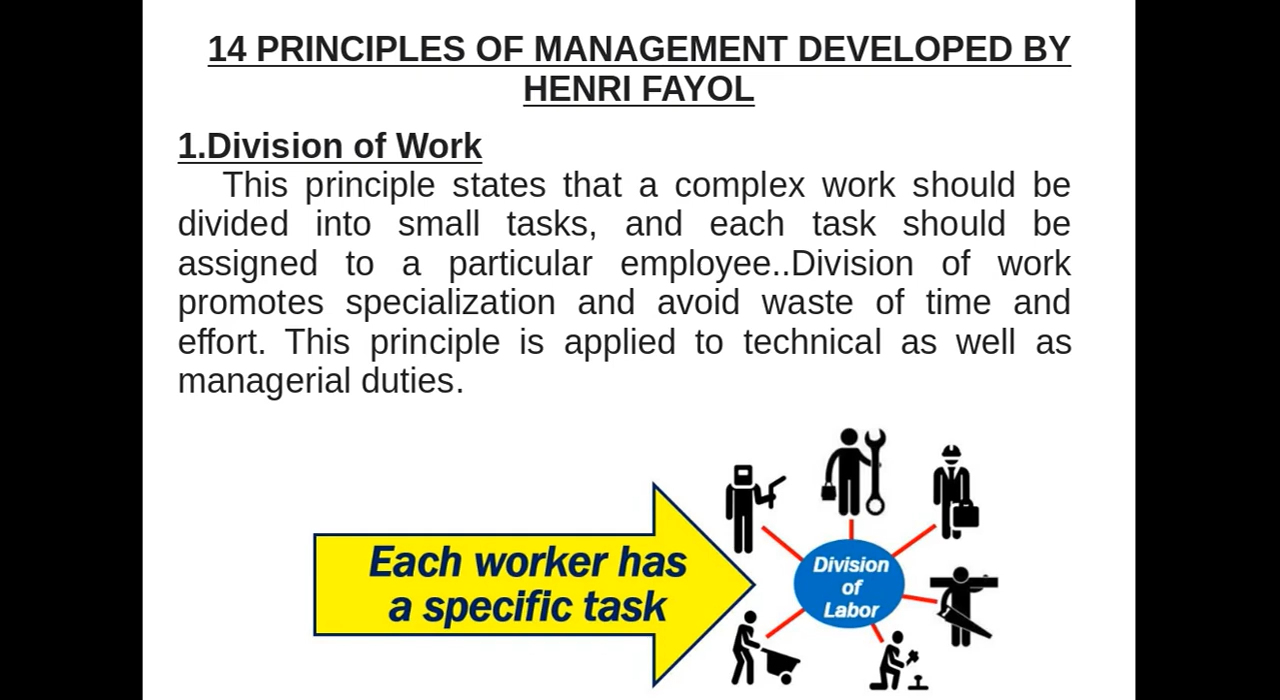 14 PRINCIPLES OF MANAGEMENT DEVELOPED BY
HENRI FAYOL
1.Division of Work
This principle states that a complex work should be
divided into small tasks, and each task should be
assigned to a particular employee..Division of work
promotes specialization and avoid waste of time and
effort. This principle is applied to technical as well as
managerial duties.
Each worker has
a specific task
Division
of
Labor